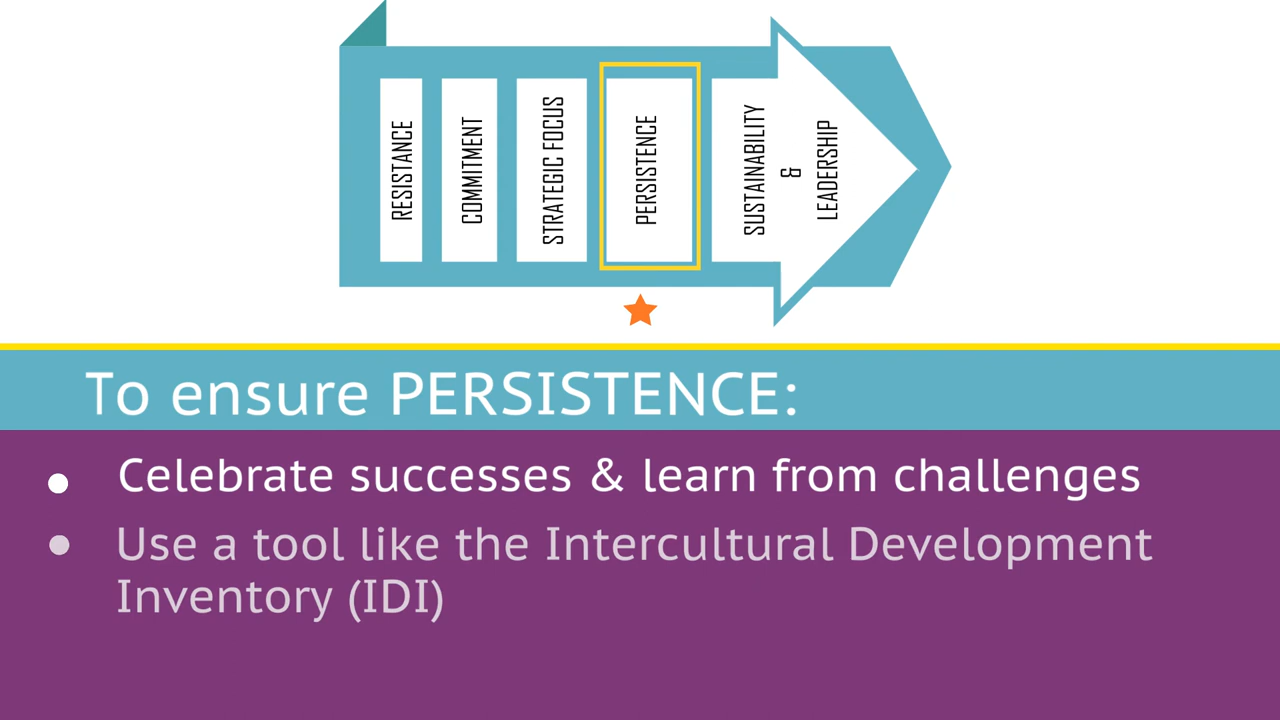 RESISTANCE
COMMITMENT
STRATEGIC FOCUS
PERSISTENCE
SUSTAINABILITY
&
LEADERSHIP
To ensure PERSISTENCE:
Celebrate successes & learn from challenges
Use a tool like the Intercultural Development
Inventory (IDI)